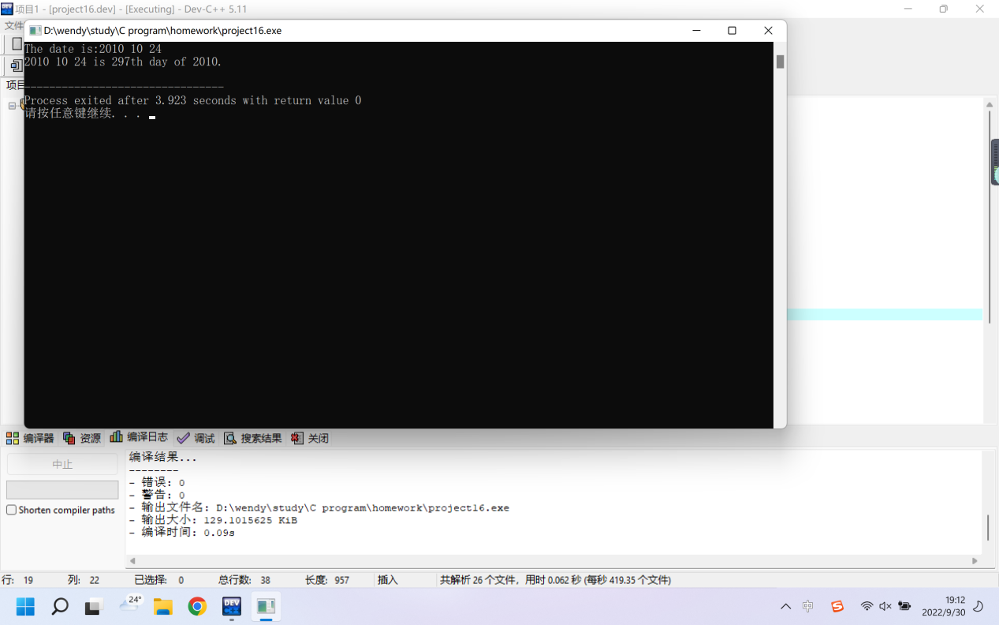 项目1 - [project16.dev] - [Executing] - Dev-C++ 5.11
文件
D:\wendy\study\C program\homework\project16.exe
The date is:2010 10 24
2010 10 24 is 297th day of 2010.
--------------------------------
Process exited after 3.923 seconds with return value 0
请按任意键继续. . .
项目
编译器 资源 编译日志 调试 搜索结果 关闭
中止
Shorten compiler paths
编译结果...
--------
- 错误: 0
- 警告: 0
- 输出文件名: D:\wendy\study\C program\homework\project16.exe
- 输出大小: 129.1015625 KiB
- 编译时间: 0.09s
行: 19 列: 22 已选择: 0 总行数: 38 长度: 957 插入 共解析 26 个文件, 用时 0.062 秒 (每秒 419.35 个文件)
24°
DEV
中
19:12
2022/9/30